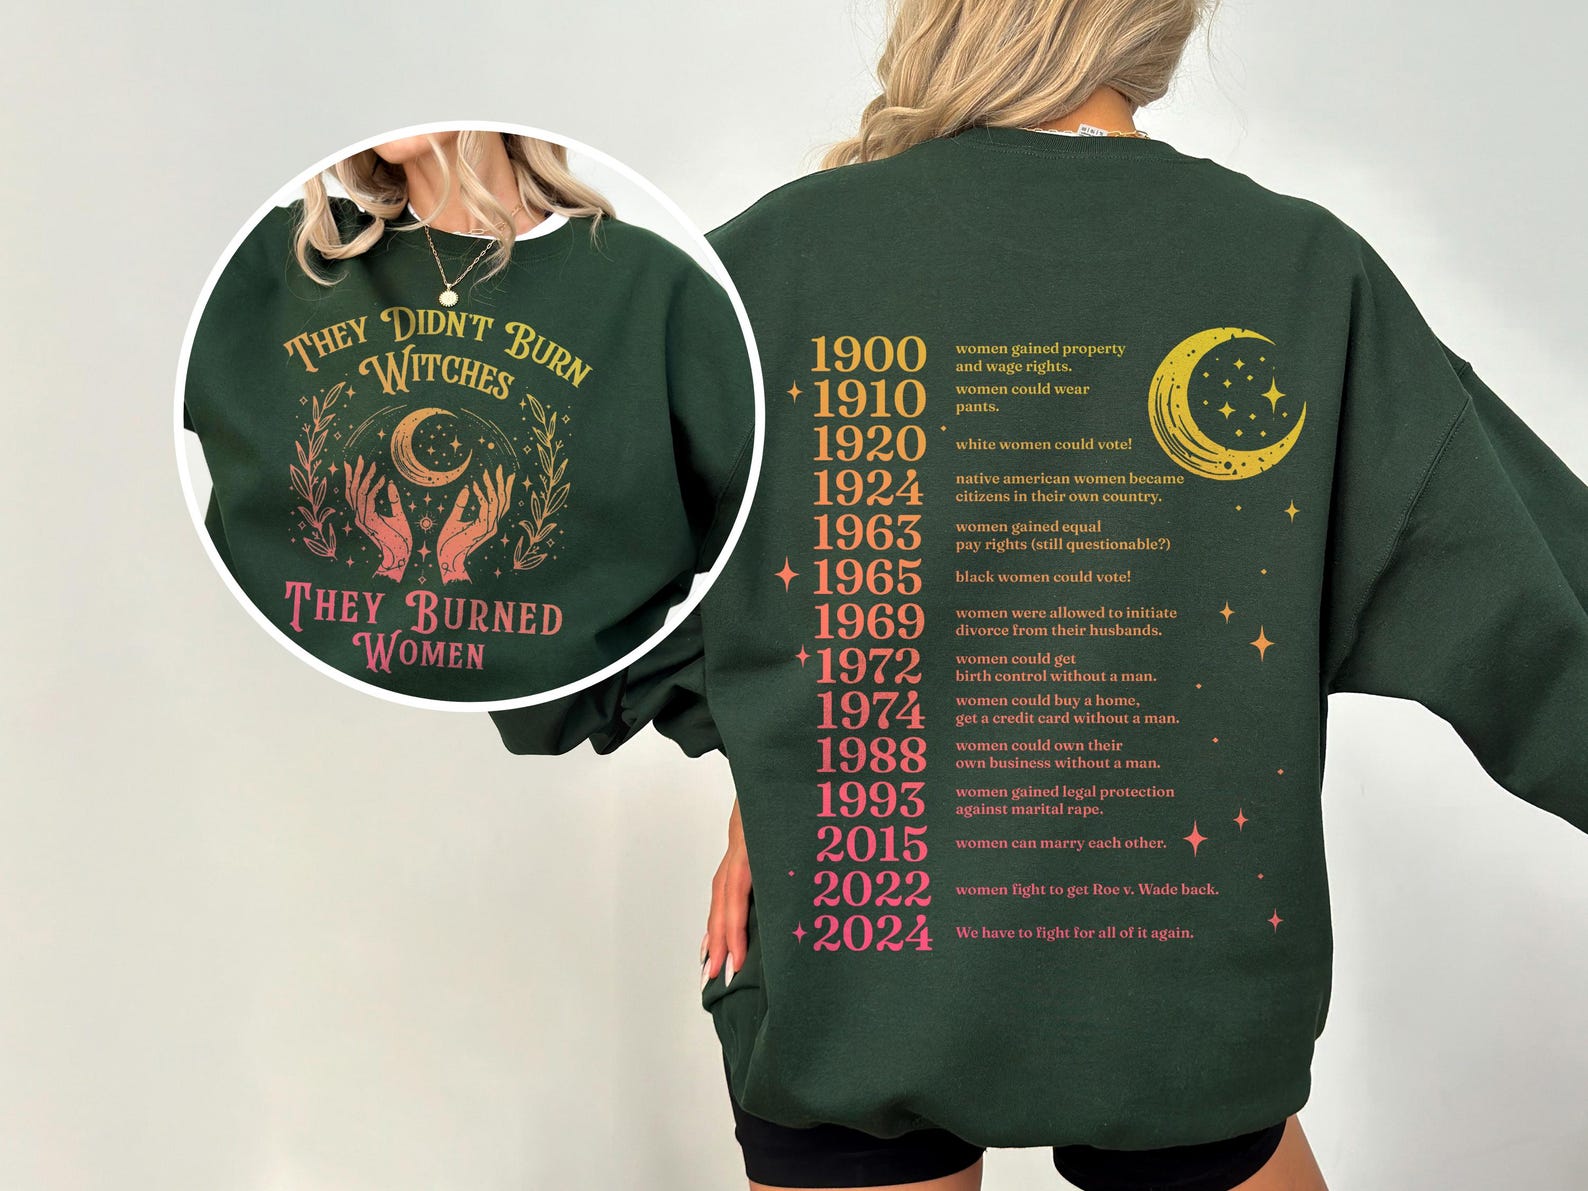 They Didn't Burn
Witches
They Burned
Women
1900 women gained property
and wage rights.
1910 women could wear
pants.
1920 white women could vote!
1924 native american women became
citizens in their own country.
1963 women gained equal
pay rights (still questionable?)
1965 black women could vote!
1969 women were allowed to initiate
divorce from their husbands.
1972 women could get
birth control without a man.
1974 women could buy a home,
get a credit card without a man.
1988 women could own their
own business without a man.
1993 women gained legal protection
against marital rape.
2015 women can marry each other.
2022 women fight to get Roe v. Wade back.
2024 We have to fight for all of it again.